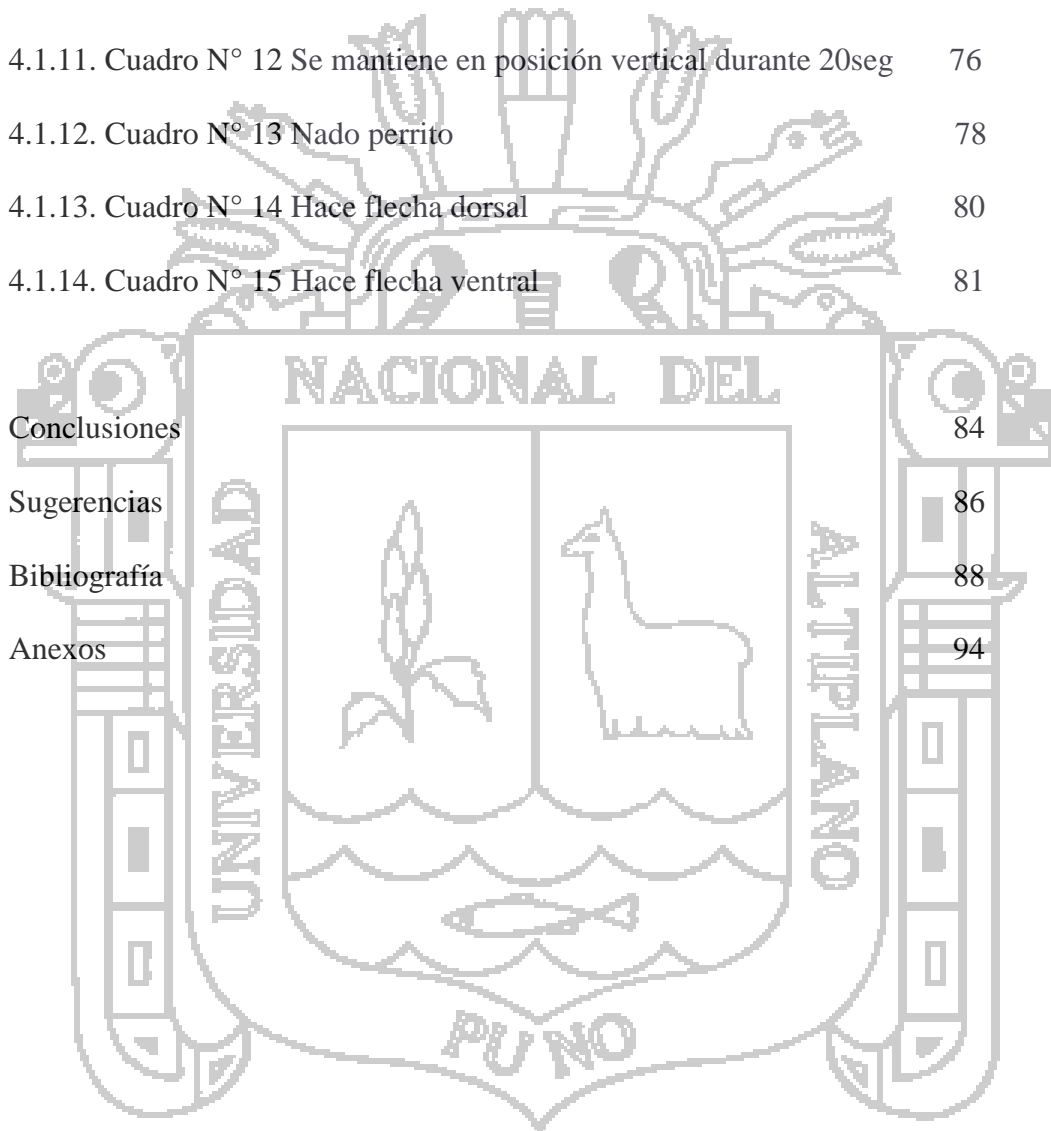 4.1.11. Cuadro N° 12 Se mantiene en posición vertical durante 20seg 76
4.1.12. Cuadro N° 13 Nado perrito 78
4.1.13. Cuadro N° 14 Hace flecha dorsal 80
4.1.14. Cuadro N° 15 Hace flecha ventral 81
NACIONAL DEL
Conclusiones 84
Sugerencias 86
Bibliografía 88
Anexos 94
UNIVERSIDAD
ALTIPLANO
PUNO